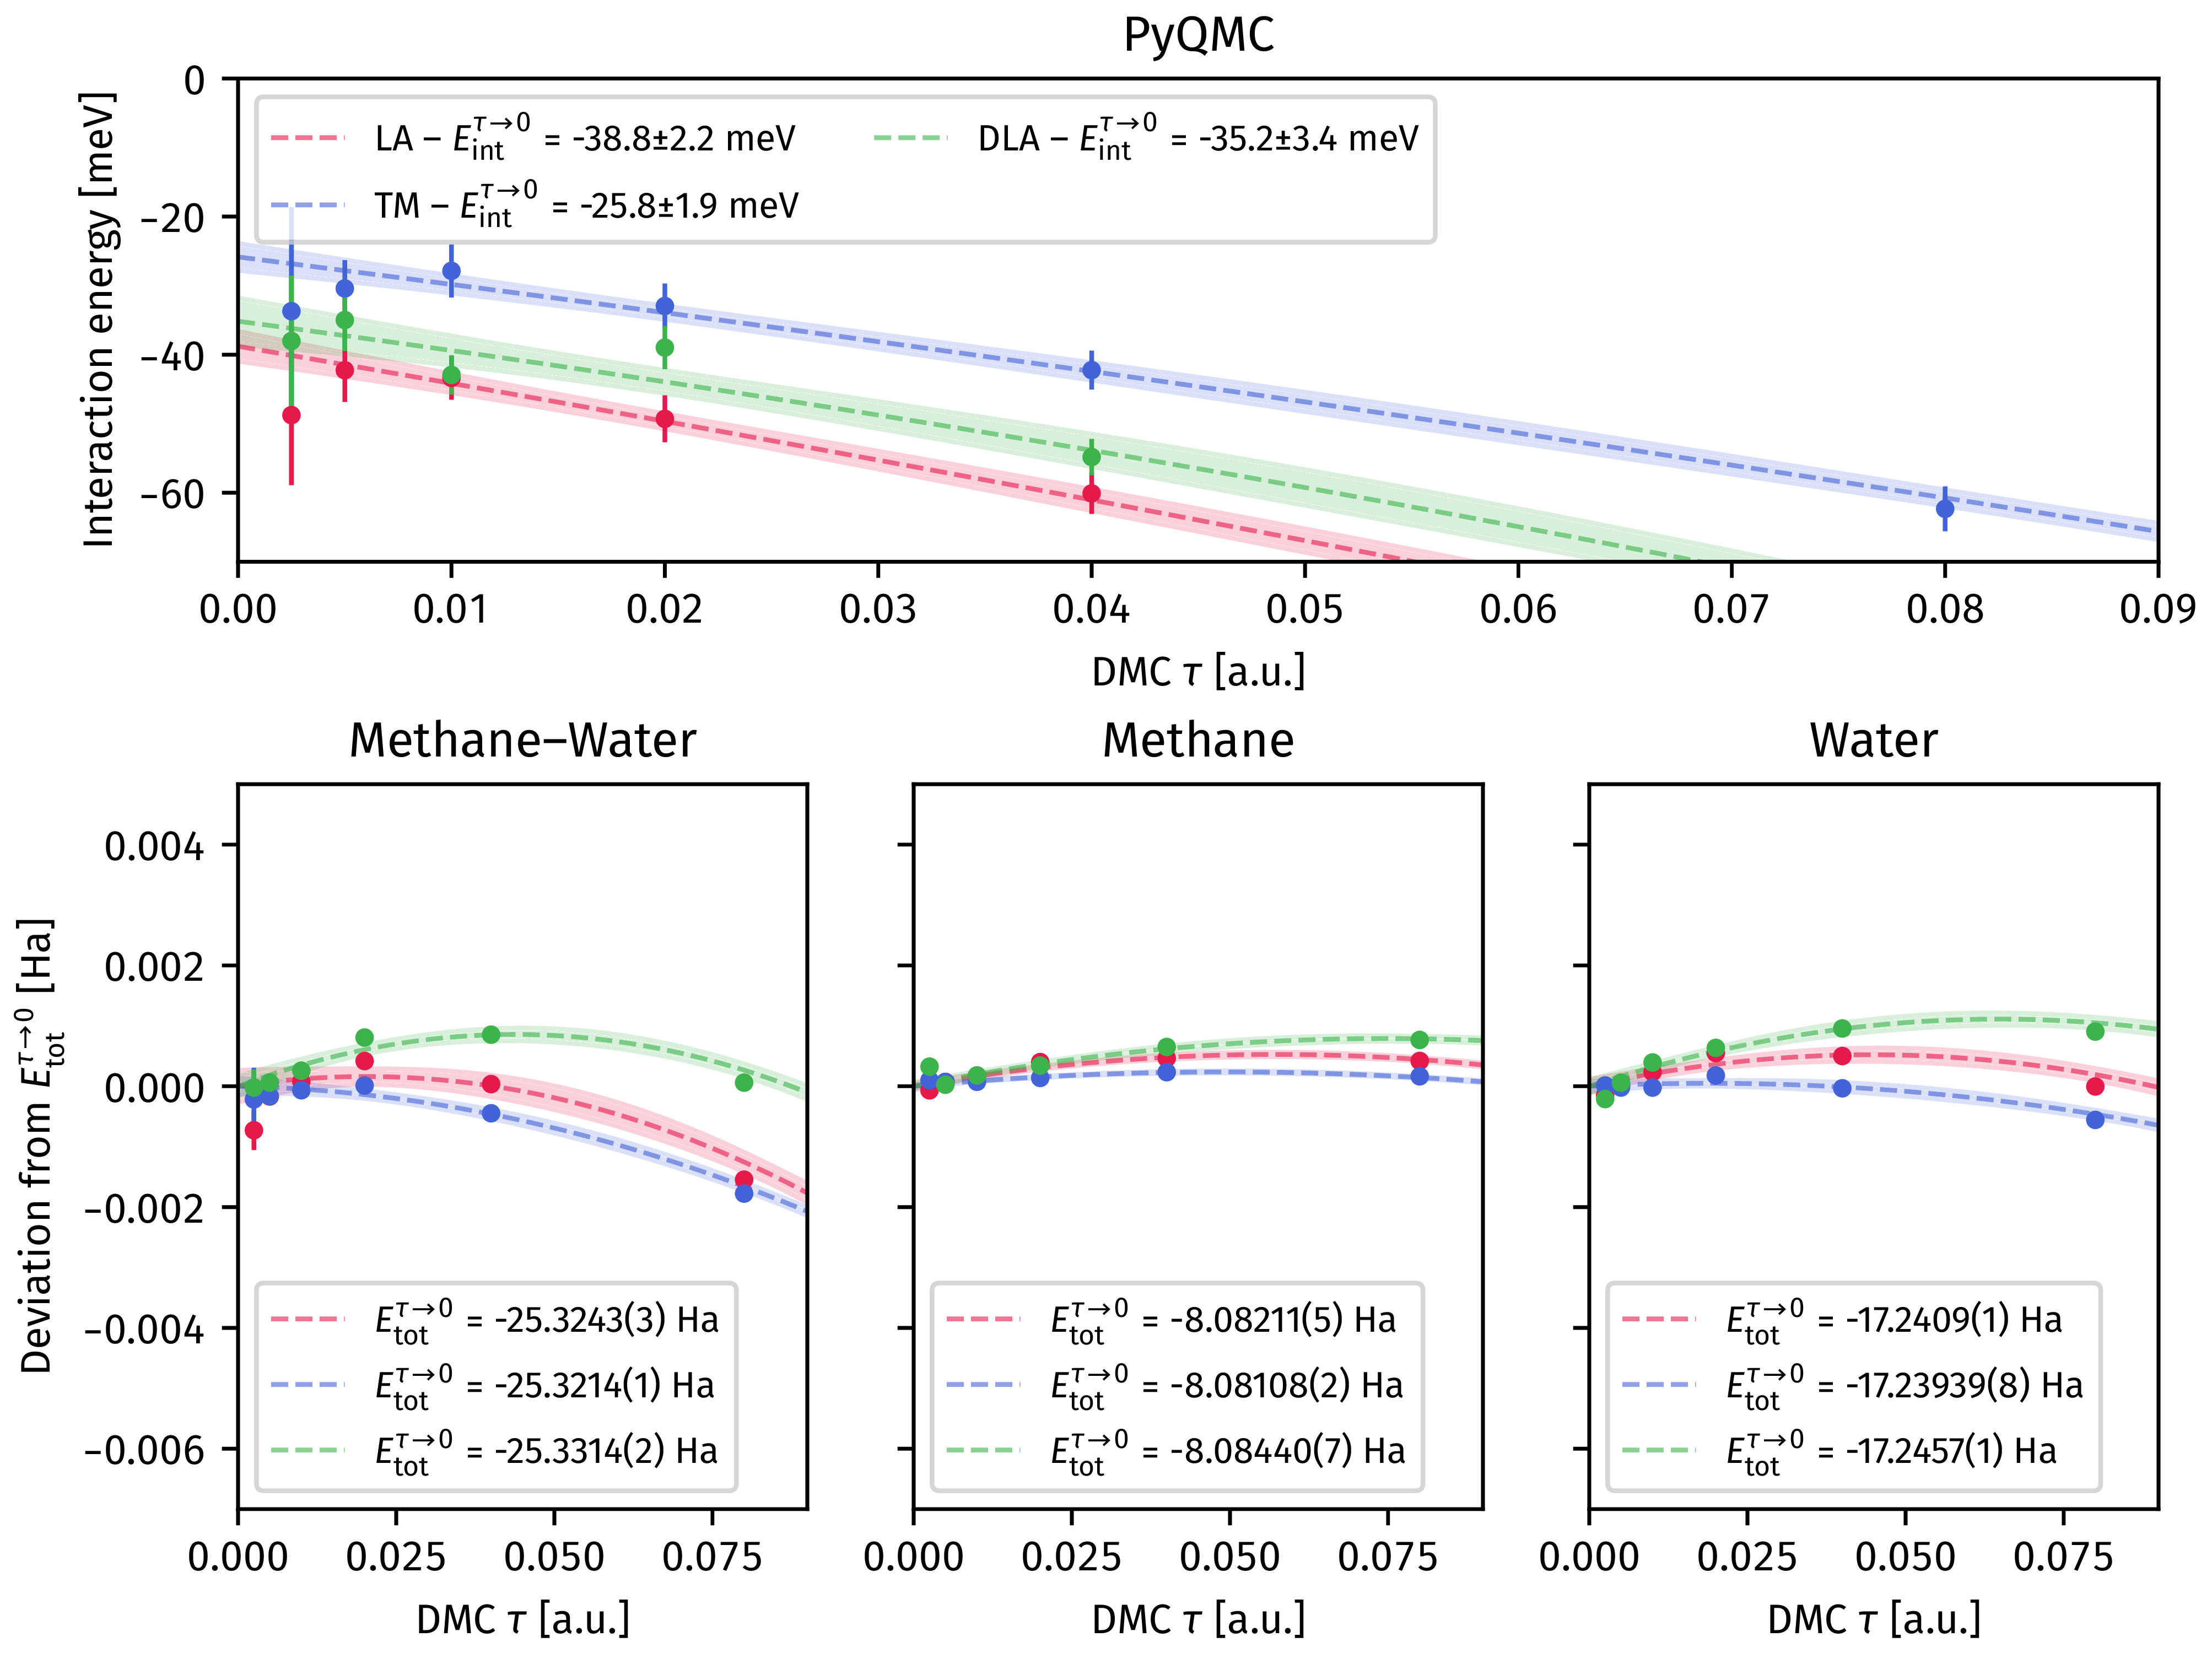 PyQMC
Interaction energy [meV]
0
−20
−40
−60
LA – E_int^{τ→0} = -38.8±2.2 meV
TM – E_int^{τ→0} = -25.8±1.9 meV
DLA – E_int^{τ→0} = -35.2±3.4 meV
0.00 0.01 0.02 0.03 0.04 0.05 0.06 0.07 0.08 0.09
DMC τ [a.u.]
Deviation from E_tot^{τ→0} [Ha]
Methane–Water
0.004
0.002
0.000
−0.002
−0.004
−0.006
E_tot^{τ→0} = -25.3243(3) Ha
E_tot^{τ→0} = -25.3214(1) Ha
E_tot^{τ→0} = -25.3314(2) Ha
0.000 0.025 0.050 0.075
DMC τ [a.u.]
Methane
E_tot^{τ→0} = -8.08211(5) Ha
E_tot^{τ→0} = -8.08108(2) Ha
E_tot^{τ→0} = -8.08440(7) Ha
0.000 0.025 0.050 0.075
DMC τ [a.u.]
Water
E_tot^{τ→0} = -17.2409(1) Ha
E_tot^{τ→0} = -17.23939(8) Ha
E_tot^{τ→0} = -17.2457(1) Ha
0.000 0.025 0.050 0.075
DMC τ [a.u.]